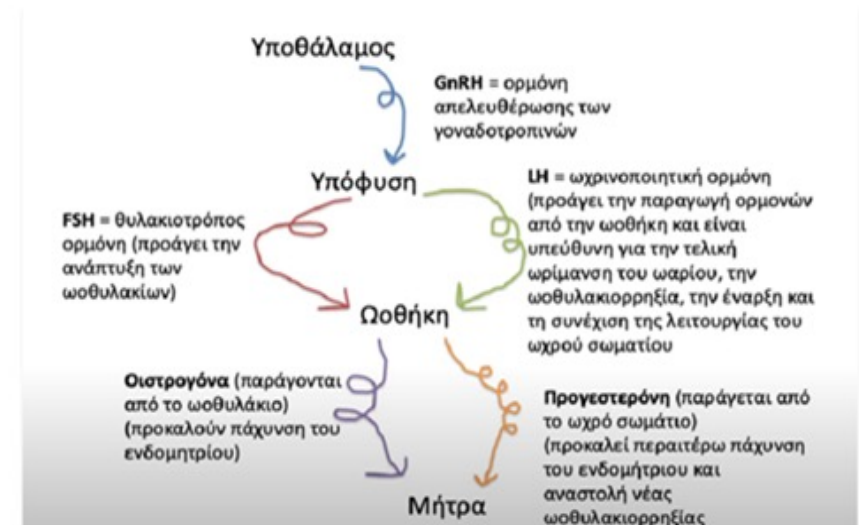 Υποθάλαμος
GnRH = ορμόνη
απελευθέρωσης των
γοναδοτροπινών
Υπόφυση
LH = ωχρινοποιητική ορμόνη
(προάγει την παραγωγή ορμονών
από την ωοθήκη και είναι
υπεύθυνη για την τελική
ωρίμανση του ωαρίου, την
ωοθυλακιορρηξία, την έναρξη και
τη συνέχιση της λειτουργίας του
ωχρού σωματίου
FSH = θυλακιοτρόπος
ορμόνη (προάγει την
ανάπτυξη των
ωοθυλακίων)
Ωοθήκη
Οιστρογόνα (παράγονται
από το ωοθυλάκιο)
(προκαλούν πάχυνση του
ενδομητρίου)
Προγεστερόνη (παράγεται από
το ωχρό σωμάτιο)
(προκαλεί περαιτέρω πάχυνση
του ενδομήτριου και
αναστολή νέας
ωοθυλακιορρηξίας
Μήτρα